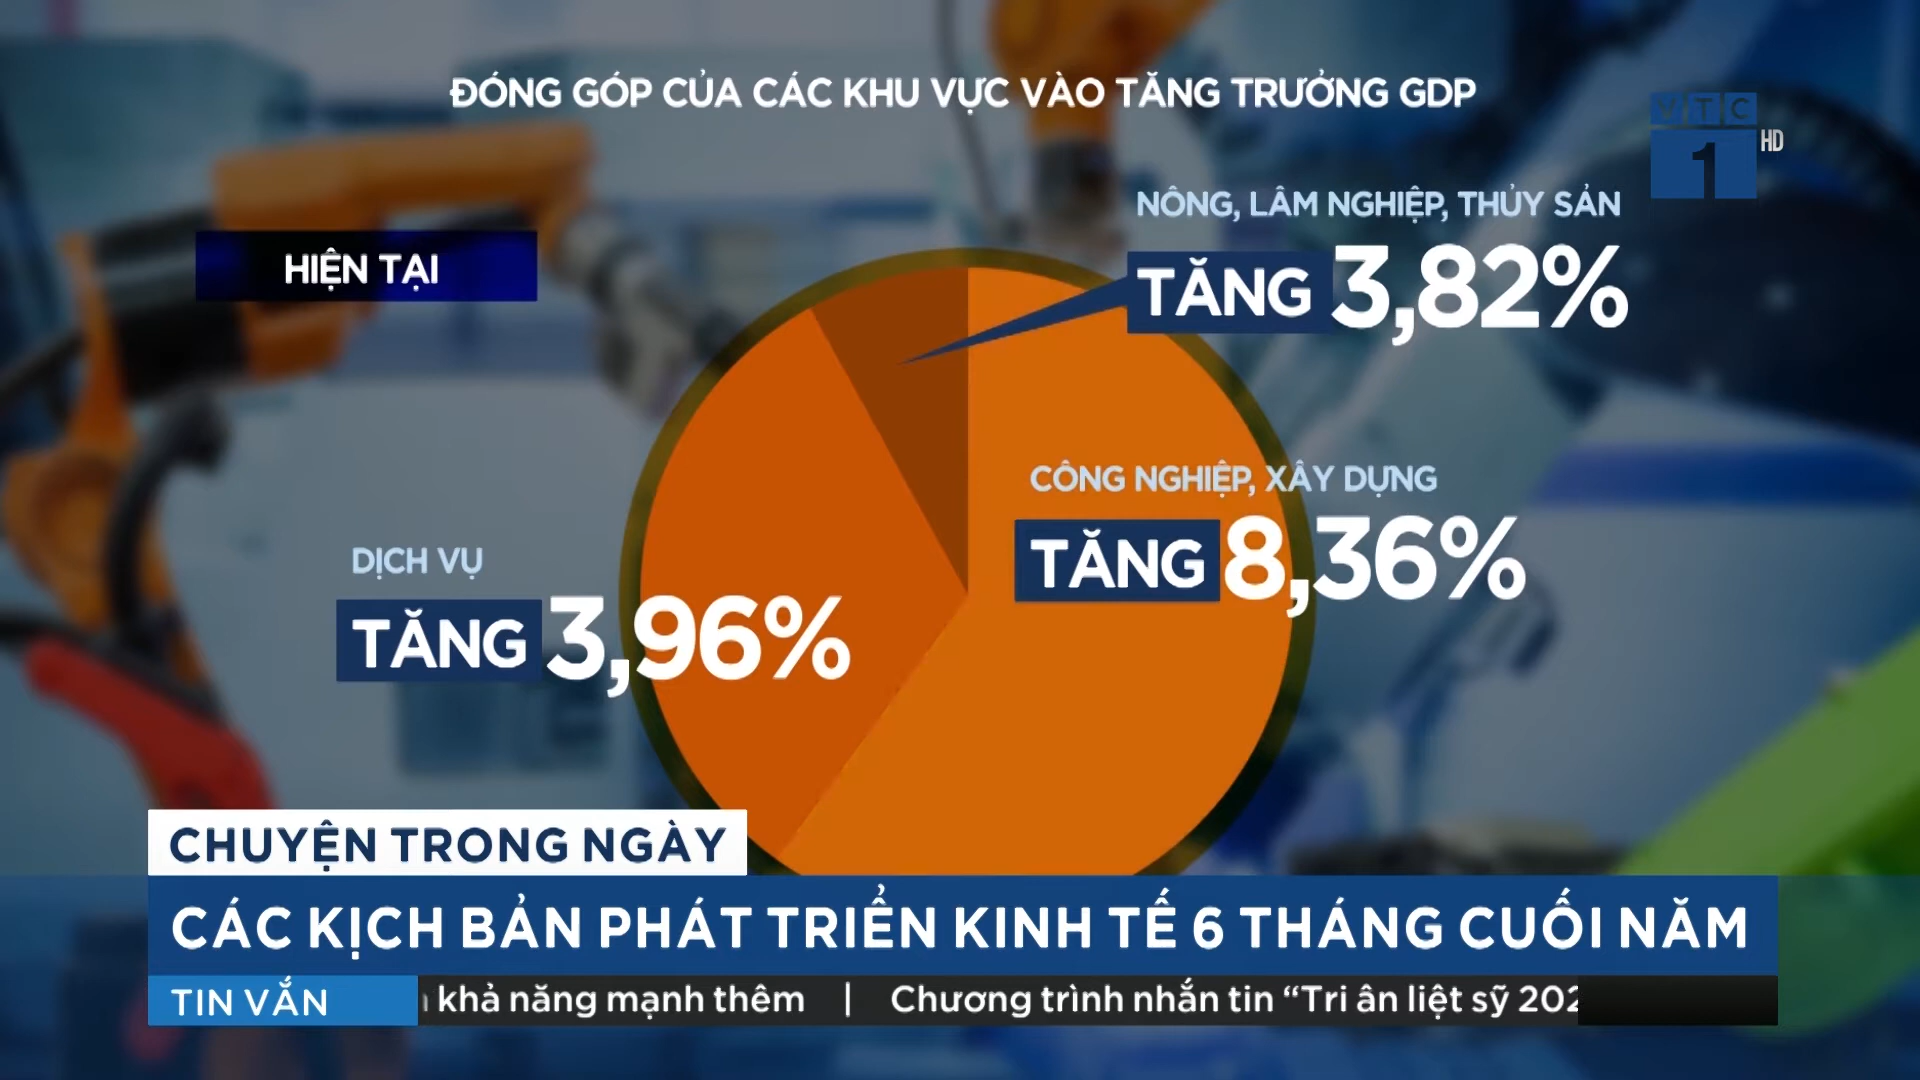 ĐÓNG GÓP CỦA CÁC KHU VỰC VÀO TĂNG TRƯỞNG GDP
VTC
1 HD
NÔNG, LÂM NGHIỆP, THỦY SẢN
TĂNG 3,82%
HIỆN TẠI
CÔNG NGHIỆP, XÂY DỰNG
TĂNG 8,36%
DỊCH VỤ
TĂNG 3,96%
CHUYỆN TRONG NGÀY
CÁC KỊCH BẢN PHÁT TRIỂN KINH TẾ 6 THÁNG CUỐI NĂM
TIN VẮN
khả năng mạnh thêm | Chương trình nhắn tin “Tri ân liệt sỹ 202